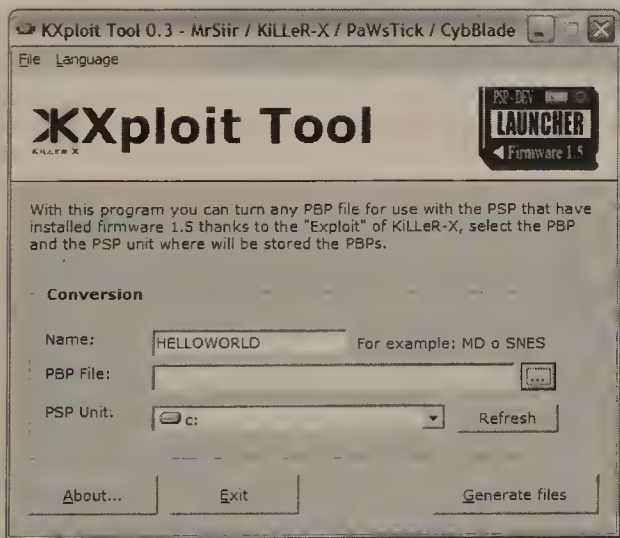 KXploit Tool 0.3 - MrSiir / KiLLeR-X / PaWsTick / CybBlade
File Language
KXploit Tool
KiLLeR X
PSP-DEV
LAUNCHER
Firmware 1.5
With this program you can turn any PBP file for use with the PSP that have
installed firmware 1.5 thanks to the "Exploit" of KiLLeR-X, select the PBP
and the PSP unit where will be stored the PBPs.
Conversion
Name: HELLOWORLD For example: MD o SNES
PBP File: ...
PSP Unit: c: Refresh
About... Exit Generate files